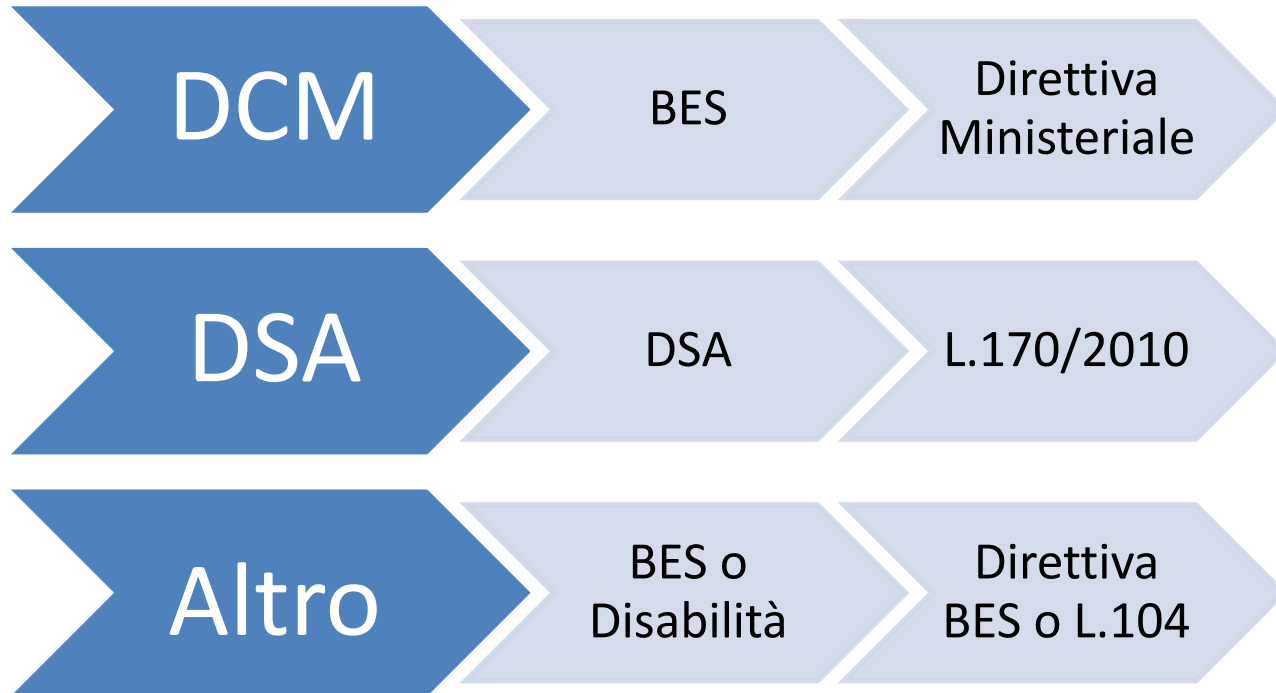 DCM
BES
Direttiva
Ministeriale
DSA
DSA
L.170/2010
Altro
BES o
Disabilità
Direttiva
BES o L.104